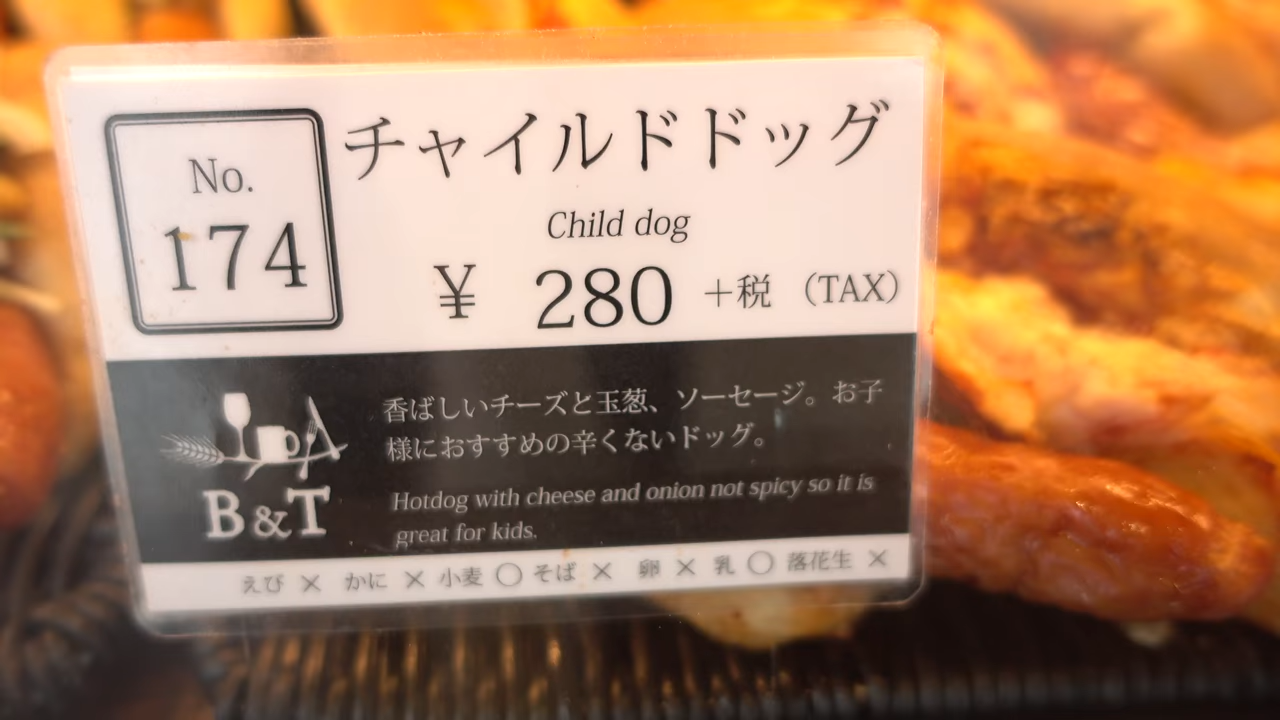 No.
174
チャイルドドッグ
Child dog
¥ 280 +税 (TAX)
B&T
香ばしいチーズと玉葱、ソーセージ。お子
様におすすめの辛くないドッグ。
Hotdog with cheese and onion not spicy so it is
great for kids.
えび × かに × 小麦 ○ そば × 卵 × 乳 ○ 落花生 ×